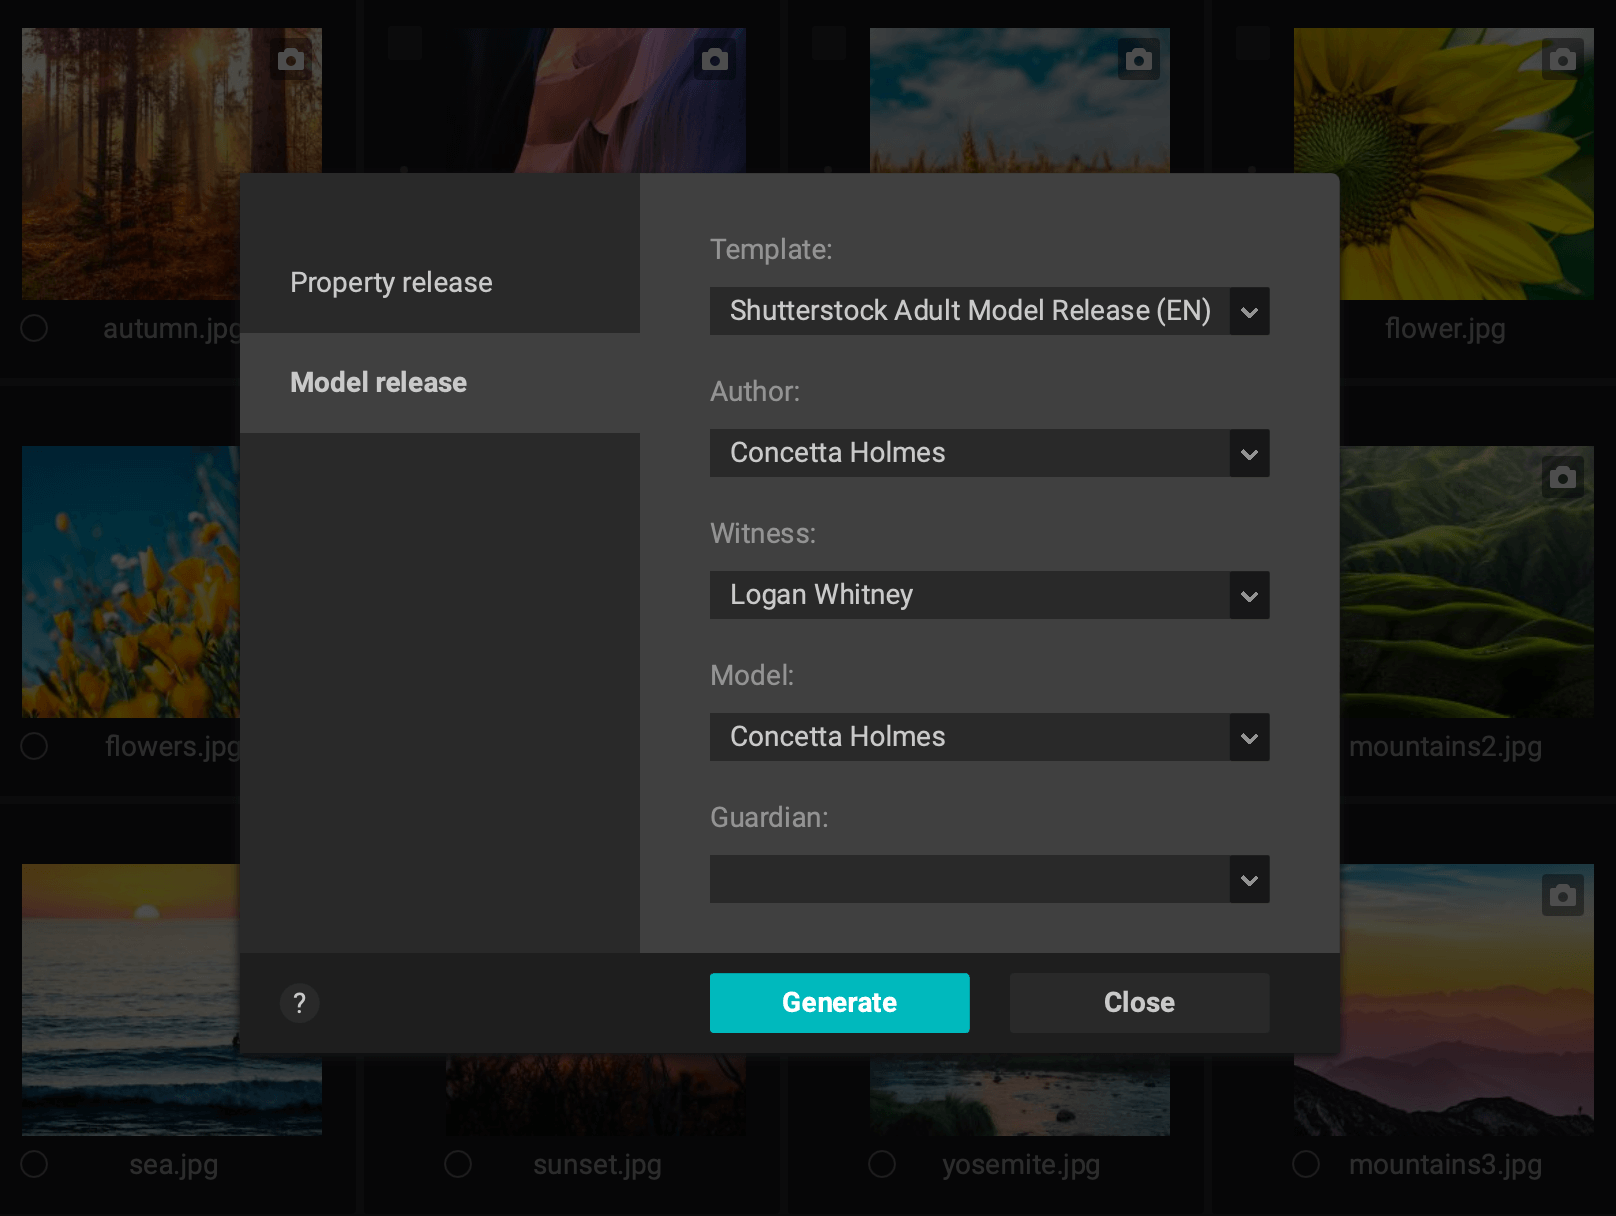 autumn.jpg
flower.jpg
Property release
Model release
Template:
Shutterstock Adult Model Release (EN)
Author:
Concetta Holmes
Witness:
Logan Whitney
Model:
Concetta Holmes
Guardian:
flowers.jpg
mountains2.jpg
?
Generate
Close
sea.jpg
sunset.jpg
yosemite.jpg
mountains3.jpg